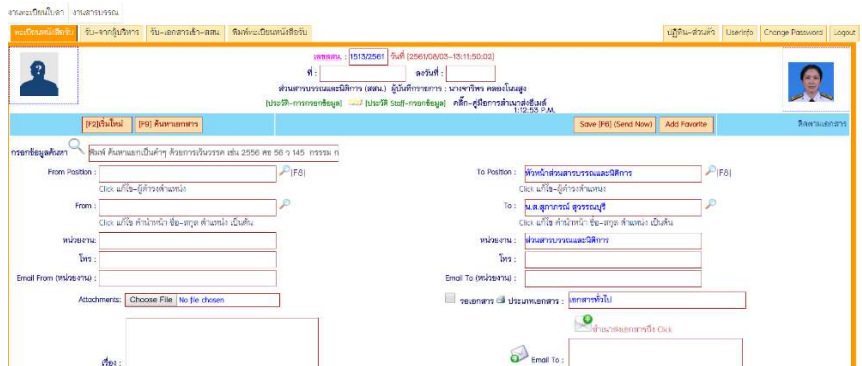 งานทะเบียนใบลา งานสารบรรณ
ทะเบียนหนังสือรับ รับ-จากผู้บริหาร รับ-เอกสารเข้า-สสน. พิมพ์ทะเบียนหนังสือรับ ปฏิทิน-ส่วนตัว UserInfo Change Password Logout
เลขสสน. : 1513/2561 วันที่ (2561/08/03-13:11:50:02)
ที่ : ลงวันที่ :
ส่วนสารบรรณและนิติการ (สสน.) ผู้บันทึกรายการ : นางชาริพร คลองโนนสูง
[ประวัติ-การกรอกข้อมูล] [ประวัติ Staff-กรอกข้อมูล] คลิ๊ก-คู่มือการสำเนาส่งอีเมล์
1:12:53 P.M.
[F2]เริ่มใหม่ [F9] ค้นหาเอกสาร Save [F6] (Send Now) Add Favorite ติดตามเอกสาร
กรอกข้อมูลค้นหา พิมพ์ ค้นหาแยกเป็นคำๆ ด้วยการเว้นวรรค เช่น 2556 ศธ 56 ว 145 กรรรม ก
From Position : [F8] To Position : หัวหน้าส่วนสารบรรณและนิติการ [F8]
Click แก้ไข-ผู้ดำรงตำแหน่ง Click แก้ไข-ผู้ดำรงตำแหน่ง
From : To : น.ส.สุภาภรณ์ สุวรรณบุรี
Click แก้ไข คำนำหน้า ชื่อ-สกุล ตำแหน่ง เป็นต้น Click แก้ไข คำนำหน้า ชื่อ-สกุล ตำแหน่ง เป็นต้น
หน่วยงาน: หน่วยงาน : ส่วนสารบรรณและนิติการ
โทร : โทร :
Email From (หน่วยงาน) : Email To (หน่วยงาน) :
Attachments: Choose File No file chosen รอเอกสาร ประเภทเอกสาร : เอกสารทั่วไป
สำเนาส่งเอกสารถึง Click
เรื่อง : Email To :